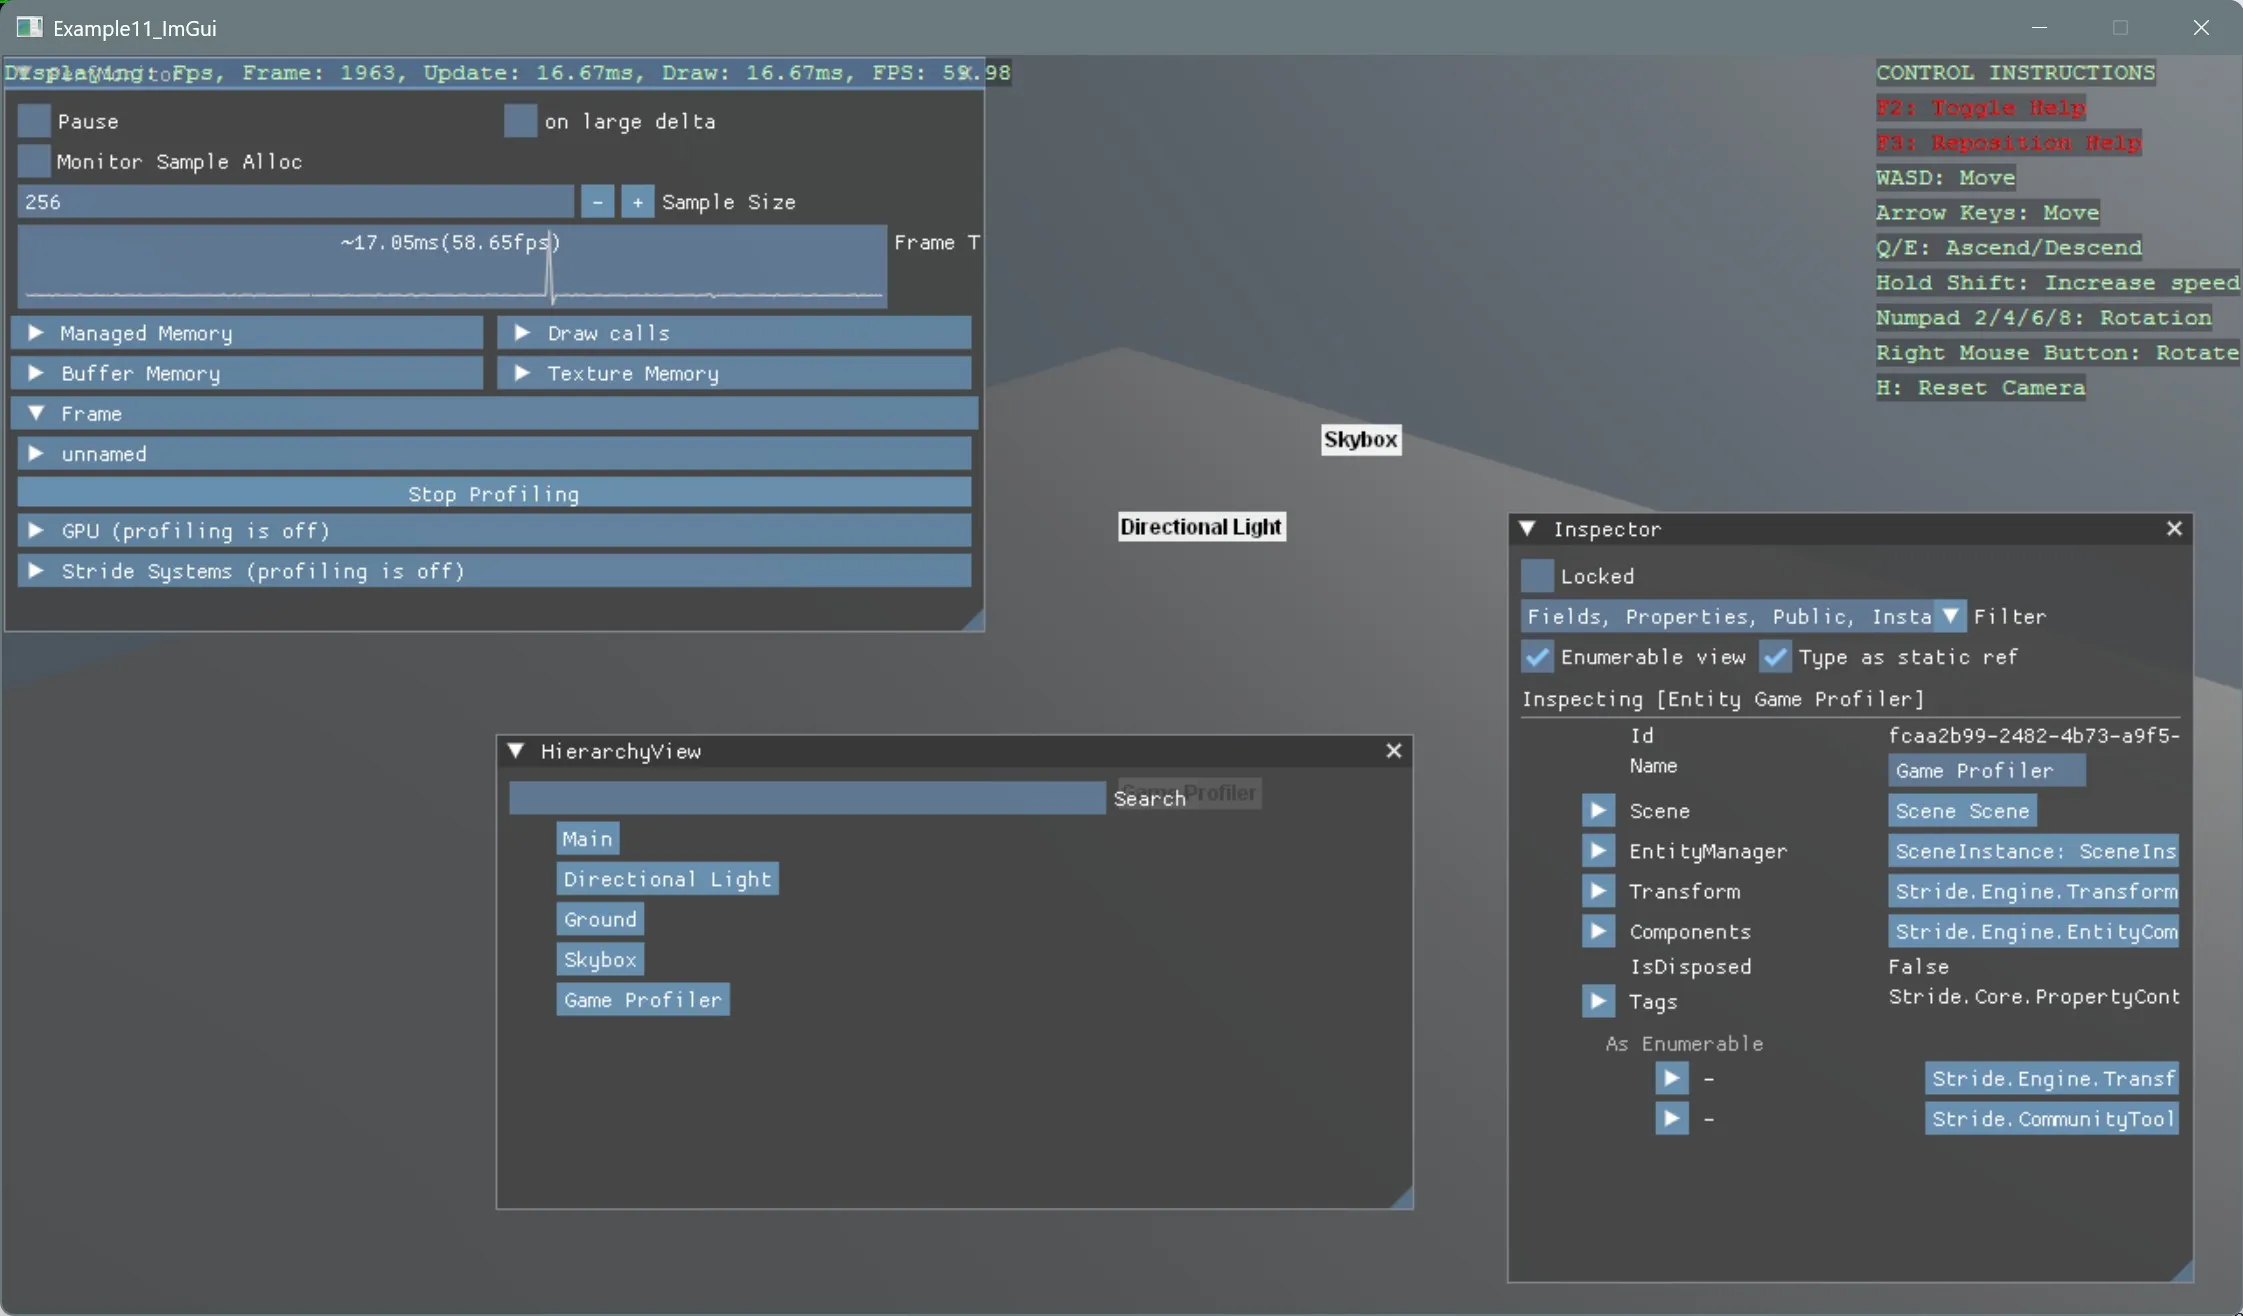 Example11_ImGui
Displaying: Fps, Frame: 1963, Update: 16.67ms, Draw: 16.67ms, FPS: 59.98
Pause
on large delta
Monitor Sample Alloc
256
-
+
Sample Size
~17.05ms(58.65fps)
Frame T
Managed Memory
Draw calls
Buffer Memory
Texture Memory
Frame
unnamed
Stop Profiling
GPU (profiling is off)
Stride Systems (profiling is off)
CONTROL INSTRUCTIONS
F2: Toggle Help
F3: Reposition Help
WASD: Move
Arrow Keys: Move
Q/E: Ascend/Descend
Hold Shift: Increase speed
Numpad 2/4/6/8: Rotation
Right Mouse Button: Rotate
H: Reset Camera
Skybox
Directional Light
HierarchyView
Search
Game Profiler
Main
Directional Light
Ground
Skybox
Game Profiler
Inspector
Locked
Fields, Properties, Public, Insta
Filter
Enumerable view
Type as static ref
Inspecting [Entity Game Profiler]
Id fcaa2b99-2482-4b73-a9f5-
Name Game Profiler
Scene Scene Scene
EntityManager SceneInstance: SceneIns
Transform Stride.Engine.Transform
Components Stride.Engine.EntityCom
IsDisposed False
Tags Stride.Core.PropertyCont
As Enumerable
- Stride.Engine.Transf
- Stride.CommunityTool